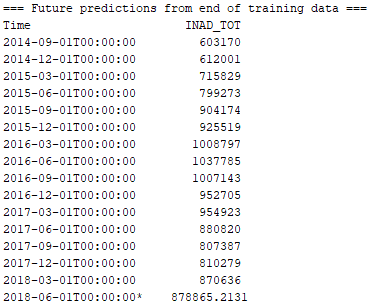 === Future predictions from end of training data ===
Time INAD_TOT
2014-09-01T00:00:00 603170
2014-12-01T00:00:00 612001
2015-03-01T00:00:00 715829
2015-06-01T00:00:00 799273
2015-09-01T00:00:00 904174
2015-12-01T00:00:00 925519
2016-03-01T00:00:00 1008797
2016-06-01T00:00:00 1037785
2016-09-01T00:00:00 1007143
2016-12-01T00:00:00 952705
2017-03-01T00:00:00 954923
2017-06-01T00:00:00 880820
2017-09-01T00:00:00 807387
2017-12-01T00:00:00 810279
2018-03-01T00:00:00 870636
2018-06-01T00:00:00* 878865.2131